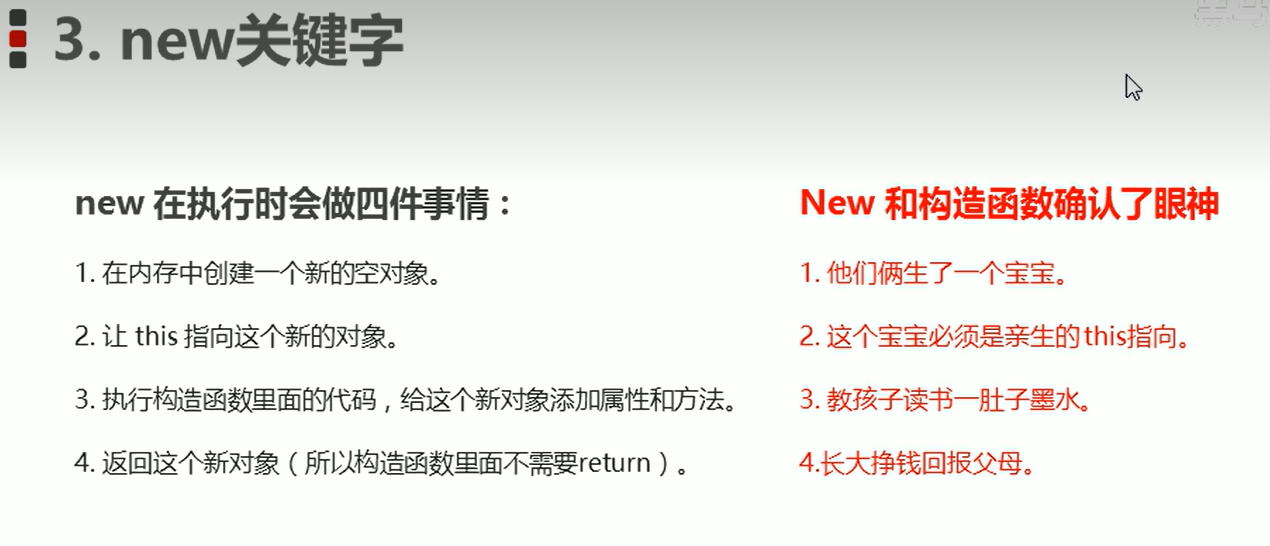 3. new关键字
new 在执行时会做四件事情：
1. 在内存中创建一个新的空对象。
2. 让 this 指向这个新的对象。
3. 执行构造函数里面的代码，给这个新对象添加属性和方法。
4. 返回这个新对象（所以构造函数里面不需要return）。
New 和构造函数确认了眼神
1. 他们俩生了一个宝宝。
2. 这个宝宝必须是亲生的this指向。
3. 教孩子读书一肚子墨水。
4.长大挣钱回报父母。